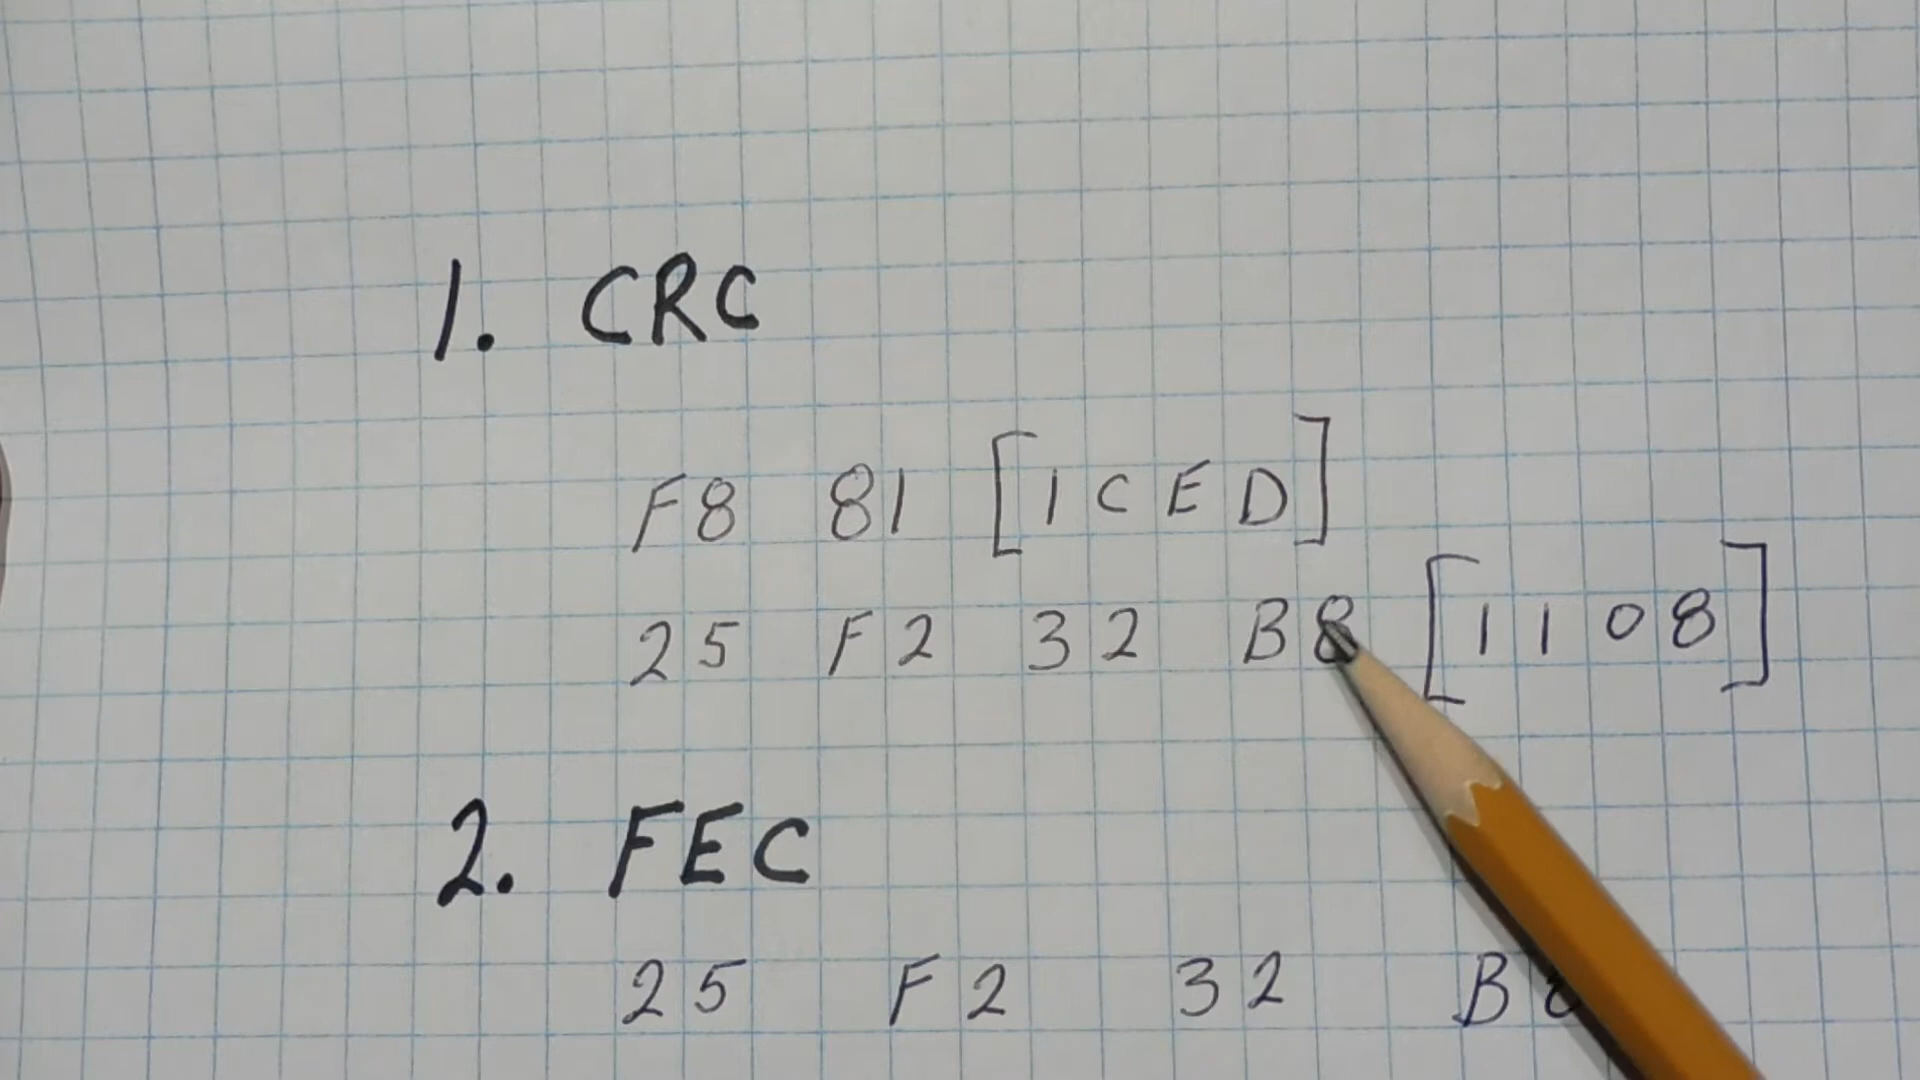 1. CRC
F8 81 [1CED]
25 F2 32 B8 [1108]
2. FEC
25 F2 32 B